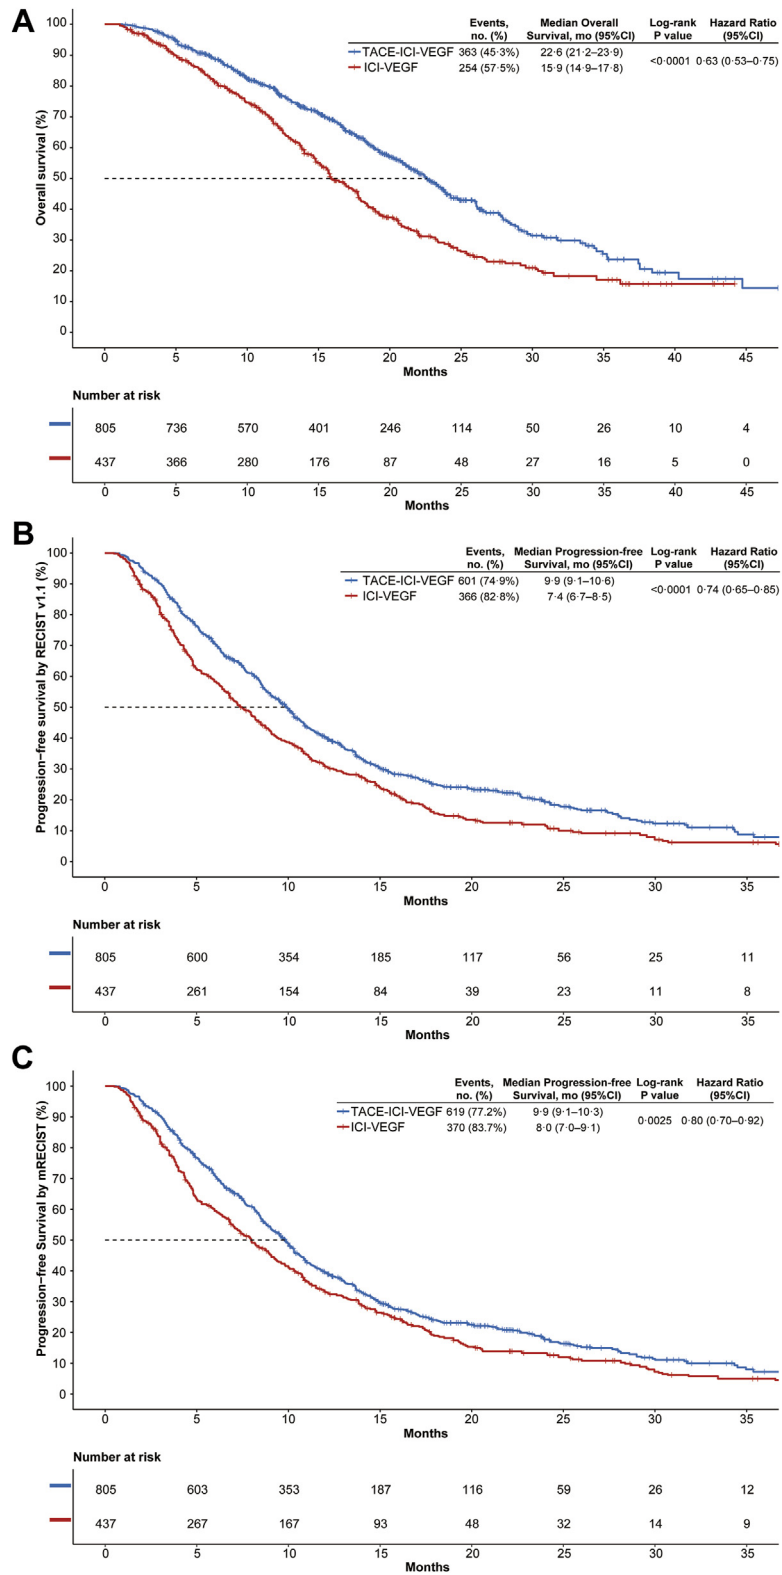 A
Events, no. (%) Median Overall Survival, mo (95%CI) Log-rank P value Hazard Ratio (95%CI)
TACE-ICI-VEGF 363 (45·3%) 22·6 (21·2–23·9) <0·0001 0·63 (0·53–0·75)
ICI-VEGF 254 (57·5%) 15·9 (14·9–17·8)
Overall survival (%)
100
90
80
70
60
50
40
30
20
10
0
0 5 10 15 20 25 30 35 40 45
Months
Number at risk
805 736 570 401 246 114 50 26 10 4
437 366 280 176 87 48 27 16 5 0
0 5 10 15 20 25 30 35 40 45
Months
B
Events, no. (%) Median Progression-free Survival, mo (95%CI) Log-rank P value Hazard Ratio (95%CI)
TACE-ICI-VEGF 601 (74·9%) 9·9 (9·1–10·6) <0·0001 0·74 (0·65–0·85)
ICI-VEGF 366 (82·8%) 7·4 (6·7–8·5)
Progression−free survival by RECIST v1.1 (%)
100
90
80
70
60
50
40
30
20
10
0
0 5 10 15 20 25 30 35
Months
Number at risk
805 600 354 185 117 56 25 11
437 261 154 84 39 23 11 8
0 5 10 15 20 25 30 35
Months
C
Events, no. (%) Median Progression-free Survival, mo (95%CI) Log-rank P value Hazard Ratio (95%CI)
TACE-ICI-VEGF 619 (77.2%) 9·9 (9·1–10·3) 0·0025 0·80 (0·70–0·92)
ICI-VEGF 370 (83.7%) 8·0 (7·0–9·1)
Progression−free Survival by mRECIST (%)
100
90
80
70
60
50
40
30
20
10
0
0 5 10 15 20 25 30 35
Months
Number at risk
805 603 353 187 116 59 26 12
437 267 167 93 48 32 14 9
0 5 10 15 20 25 30 35
Months